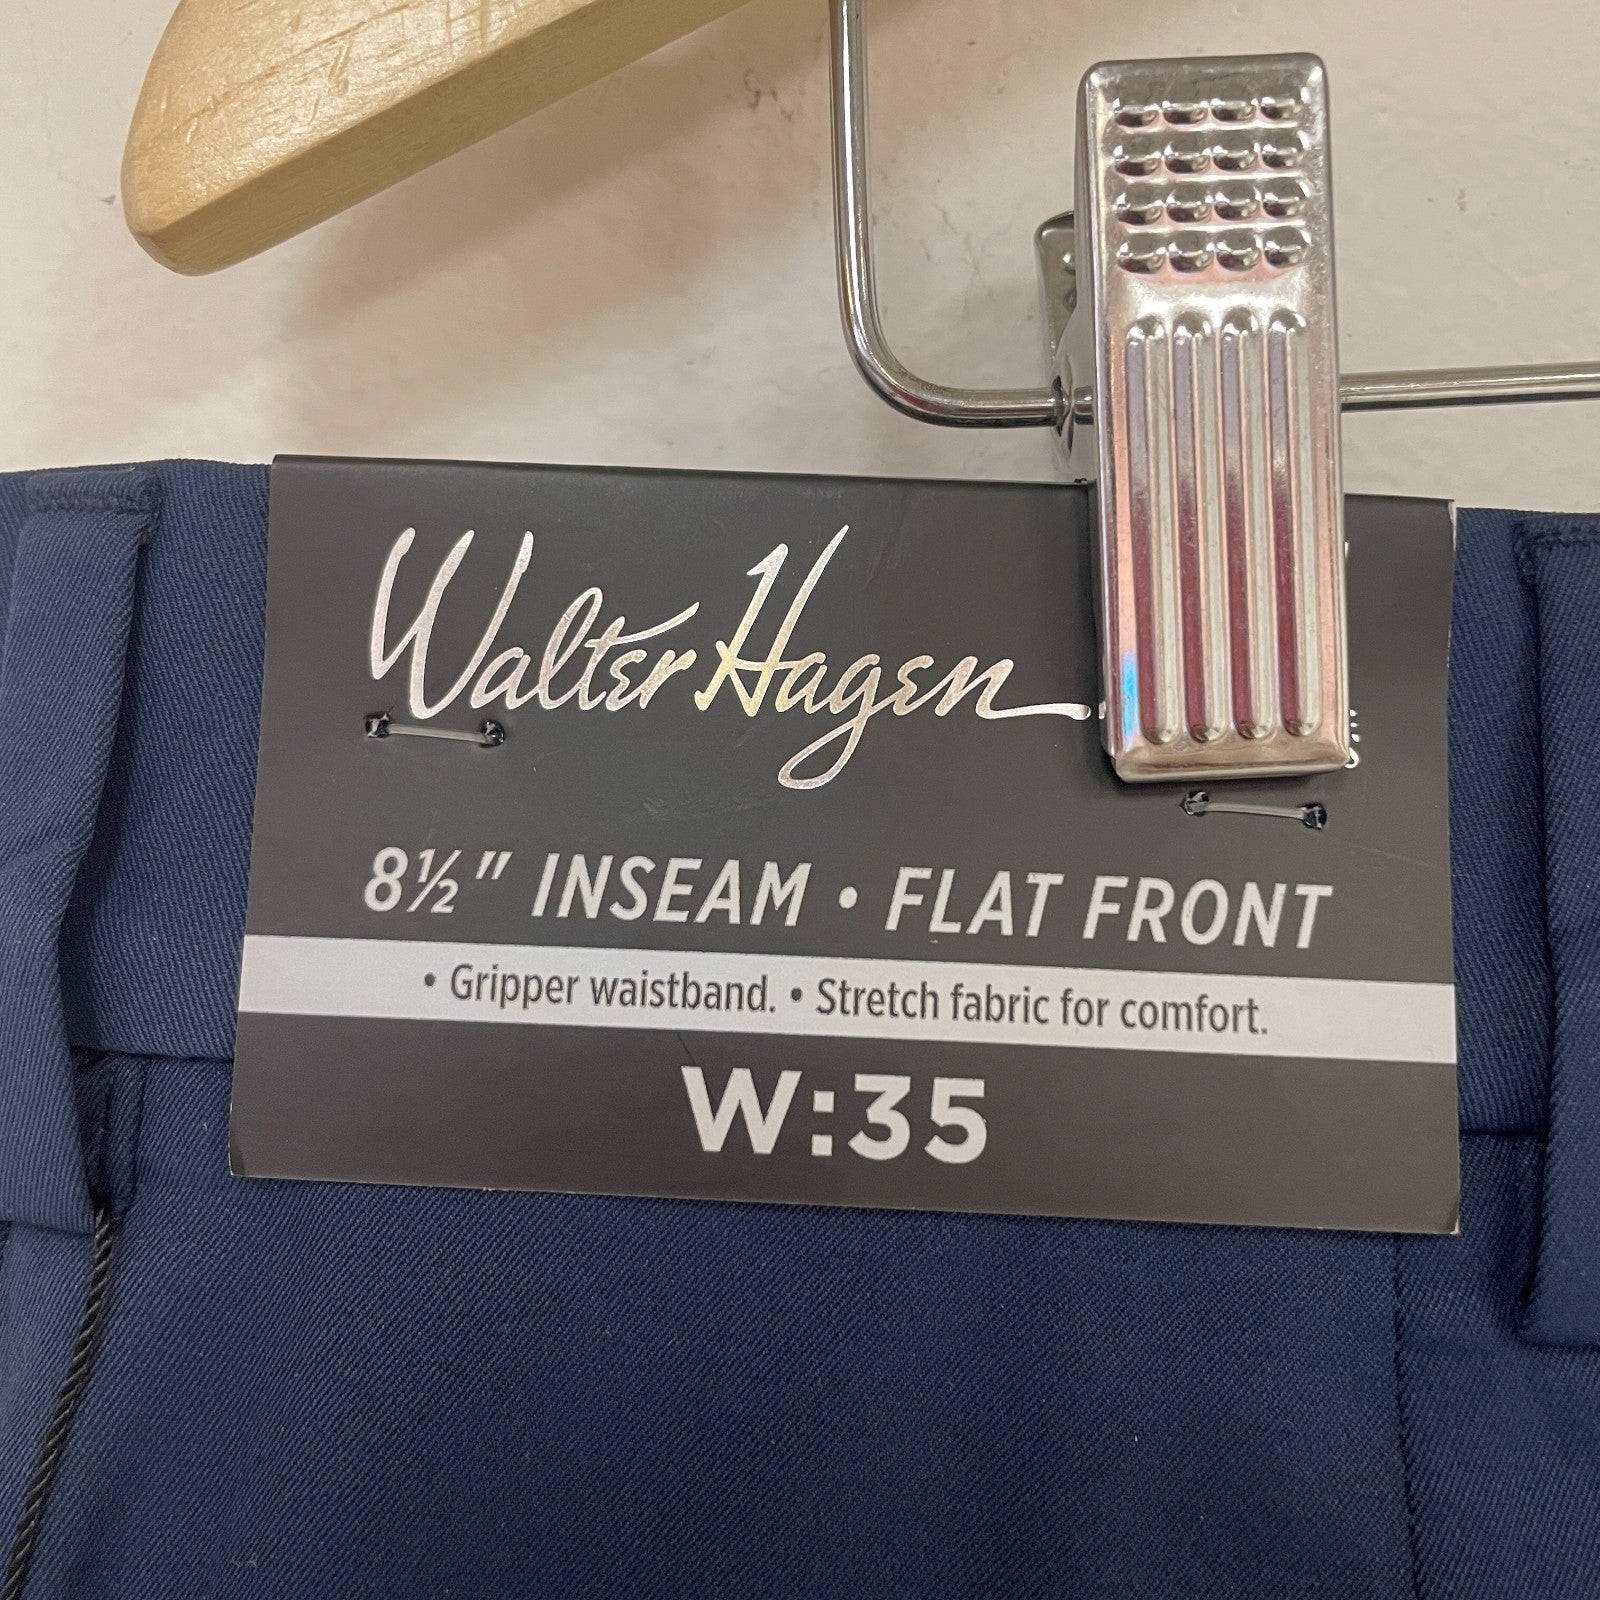 Walter Hagen
8½" INSEAM • FLAT FRONT
• Gripper waistband. • Stretch fabric for comfort.
W:35